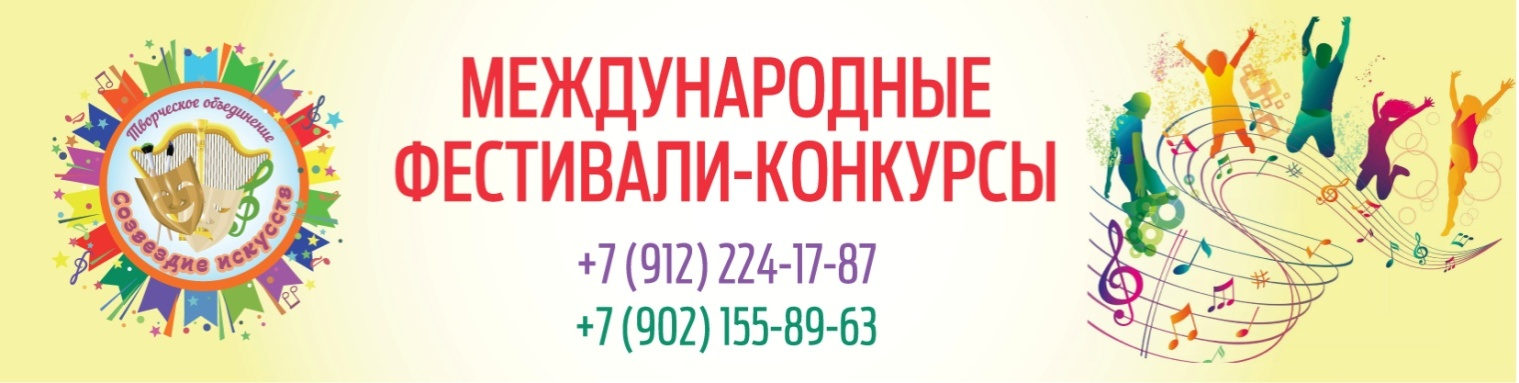 Творческое объединение
Созвездие искусств
МЕЖДУНАРОДНЫЕ
ФЕСТИВАЛИ-КОНКУРСЫ
+7 (912) 224-17-87
+7 (902) 155-89-63